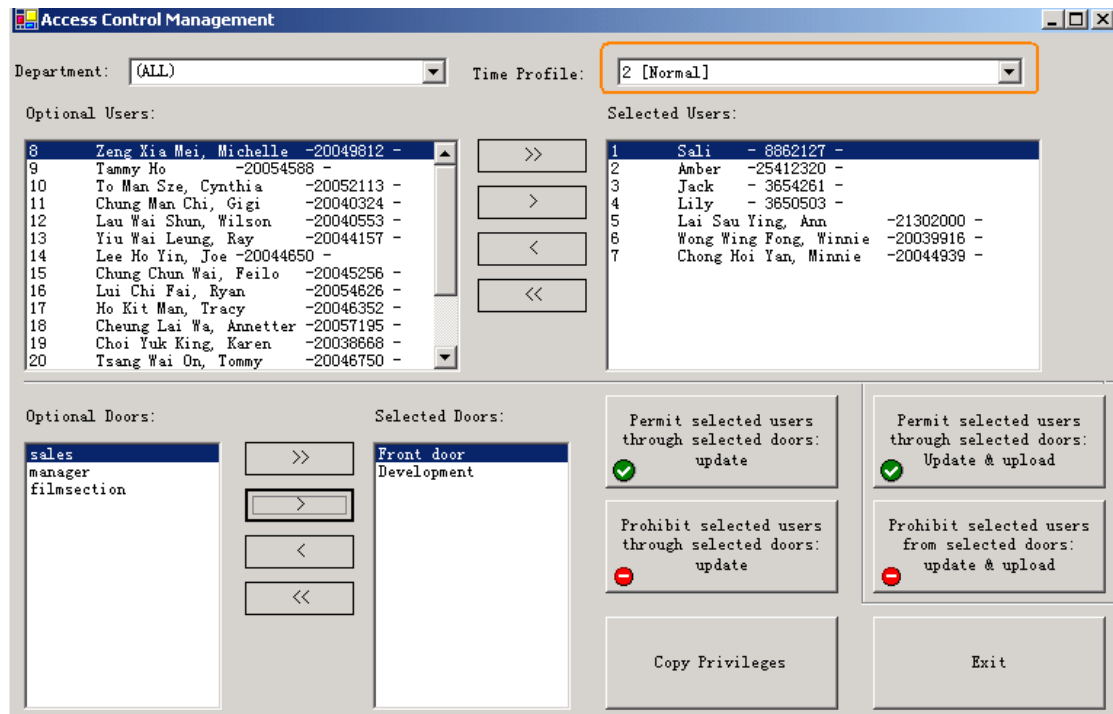 Access Control Management
Department: (ALL) Time Profile: 2 [Normal]
Optional Users:
8 Zeng Xia Mei, Michelle -20049812 -
9 Tammy Ho -20054588 -
10 To Man Sze, Cynthia -20052113 -
11 Chung Man Chi, Gigi -20040324 -
12 Lau Wai Shun, Wilson -20040553 -
13 Yiu Wai Leung, Ray -20044157 -
14 Lee Ho Yin, Joe -20044650 -
15 Chung Chun Wai, Feilo -20045256 -
16 Lui Chi Fai, Ryan -20054626 -
17 Ho Kit Man, Tracy -20046352 -
18 Cheung Lai Wa, Annetter -20057195 -
19 Choi Yuk King, Karen -20038668 -
20 Tsang Wai On, Tommy -20046750 -
>>
>
<
<<
Selected Users:
1 Sali - 8862127 -
2 Amber -25412320 -
3 Jack - 3654261 -
4 Lily - 3650503 -
5 Lai Sau Ying, Ann -21302000 -
6 Wong Wing Fong, Winnie -20039916 -
7 Chong Hoi Yan, Minnie -20044939 -
Optional Doors:
sales
manager
filmsection
>>
>
<
<<
Selected Doors:
Front door
Development
Permit selected users
through selected doors:
update
Permit selected users
through selected doors:
Update & upload
Prohibit selected users
through selected doors:
update
Prohibit selected users
from selected doors:
update & upload
Copy Privileges
Exit